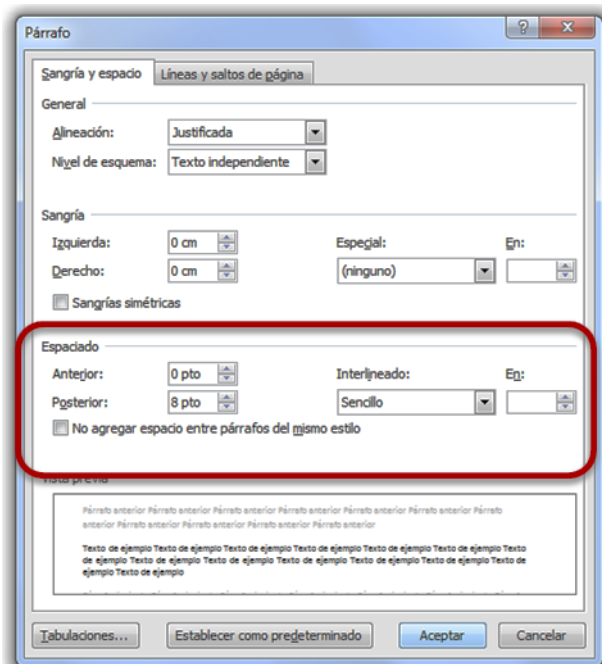 Párrafo
Sangría y espacio Líneas y saltos de página
General
Alineación: Justificada
Nivel de esquema: Texto independiente
Sangría
Izquierda: 0 cm Especial: En:
Derecho: 0 cm (ninguno)
Sangrías simétricas
Espaciado
Anterior: 0 pto Interlineado: En:
Posterior: 8 pto Sencillo
No agregar espacio entre párrafos del mismo estilo
Vista previa
Párrafo anterior Párrafo anterior Párrafo anterior Párrafo anterior Párrafo anterior Párrafo anterior Párrafo
anterior Párrafo anterior Párrafo anterior Párrafo anterior Párrafo anterior
Texto de ejemplo Texto de ejemplo Texto de ejemplo Texto de ejemplo Texto de ejemplo Texto de ejemplo Texto
de ejemplo Texto de ejemplo Texto de ejemplo Texto de ejemplo Texto de ejemplo Texto de ejemplo Texto de
ejemplo Texto de ejemplo
Tabulaciones... Establecer como predeterminado Aceptar Cancelar